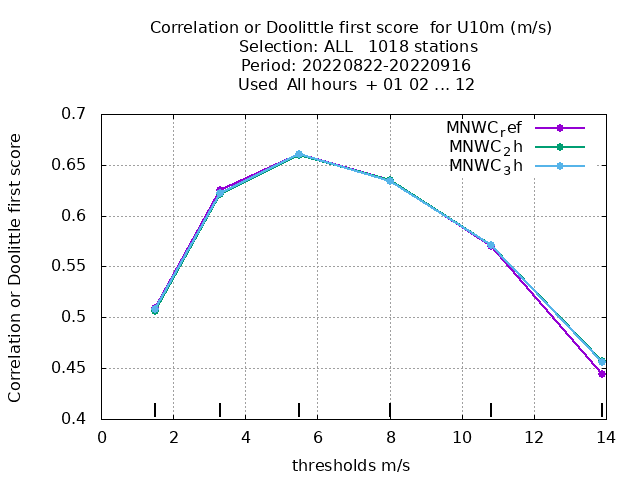 Correlation or Doolittle first score  for U10m (m/s)
Selection: ALL   1018 stations
Period: 20220822-20220916
Used  All hours  + 01 02 ... 12
Correlation or Doolittle first score
0.7
0.65
0.6
0.55
0.5
0.45
0.4
MNWC_ref
MNWC_2h
MNWC_3h
0 2 4 6 8 10 12 14
thresholds m/s